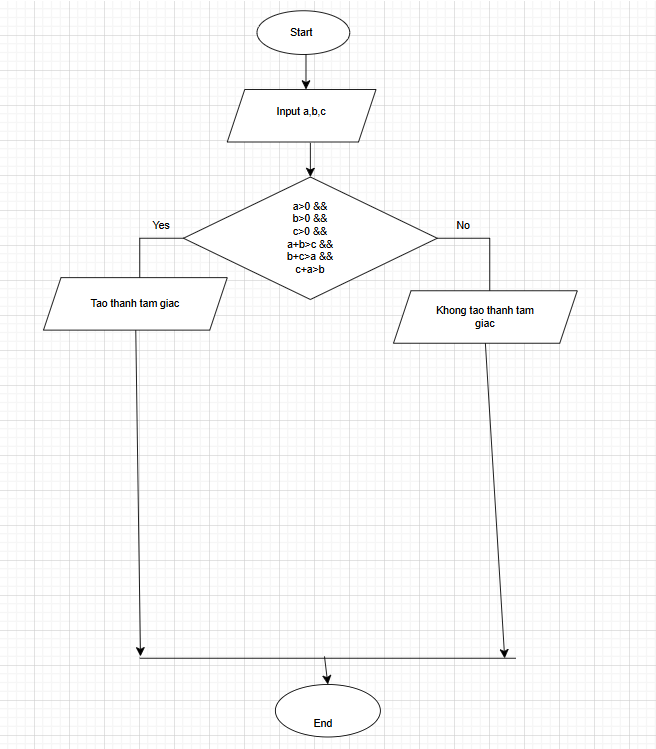 Start
Input a,b,c
a>0 &&
b>0 &&
c>0 &&
a+b>c &&
b+c>a &&
c+a>b
Yes
No
Tao thanh tam giac
Khong tao thanh tam
giac
End